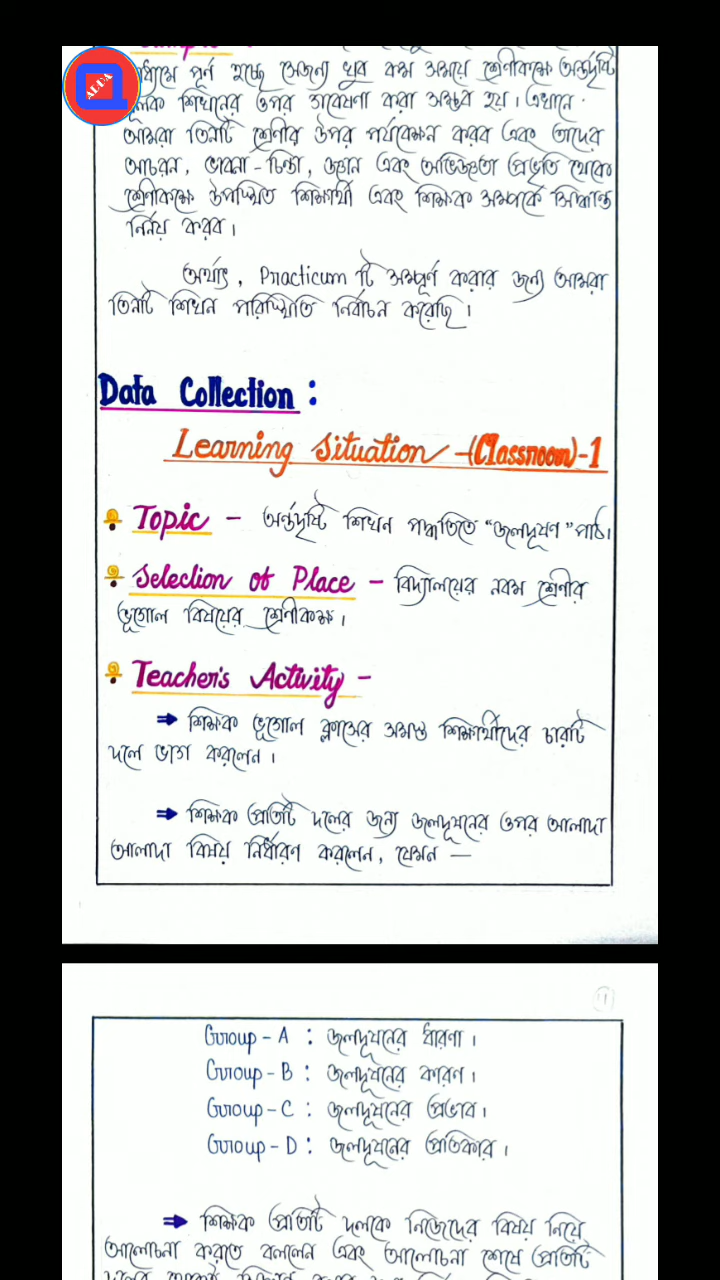 মাধ্যমে পূর্ণ হচ্ছে সেজন্য খুব কম সময়ে শ্রেণীকক্ষে অর্ন্তদৃষ্টি
মূলক শিখনের ওপর গবেষণা করা সম্ভব হয়। এখানে
আমরা তিনটি শ্রেণীর উপর পর্যবেক্ষন করব এবং তাদের
আচরন, ভাবনা - চিন্তা, জ্ঞান এবং অভিজ্ঞতা প্রভৃতি থেকে
শ্রেণীকক্ষে উপস্থিত শিক্ষার্থী এবং শিক্ষক সম্পর্কে সিদ্ধান্ত
নির্নয় করব।
অর্থাৎ, Practicum টি সম্পূর্ণ করার জন্য আমরা
তিনটি শিখন পরিস্থিতি নির্বাচন করেছি।
Data Collection :
Learning Situation -(Classroom)-1
Topic - অর্ন্তদৃষ্টি শিখন পদ্ধতিতে "জলদূষণ" পাঠ।
Selection of Place - বিদ্যালয়ের নবম শ্রেণীর
ভূগোল বিষয়ের শ্রেণীকক্ষ।
Teacher's Activity -
➡ শিক্ষক ভূগোল ক্লাসের সমস্ত শিক্ষার্থীদের চারটি
দলে ভাগ করলেন।
➡ শিক্ষক প্রতিটি দলের জন্য জলদূষনের ওপর আলাদা
আলাদা বিষয় নির্ধারণ করলেন, যেমন —
11
Group - A : জলদূষনের ধারণা।
Group - B : জলদূষনের কারণ।
Group - C : জলদূষনের প্রভাব।
Group - D : জলদূষনের প্রতিকার।
➡ শিক্ষক প্রতিটি দলকে নিজেদের বিষয় নিয়ে
আলোচনা করতে বললেন এবং আলোচনা শেষে প্রতিটি